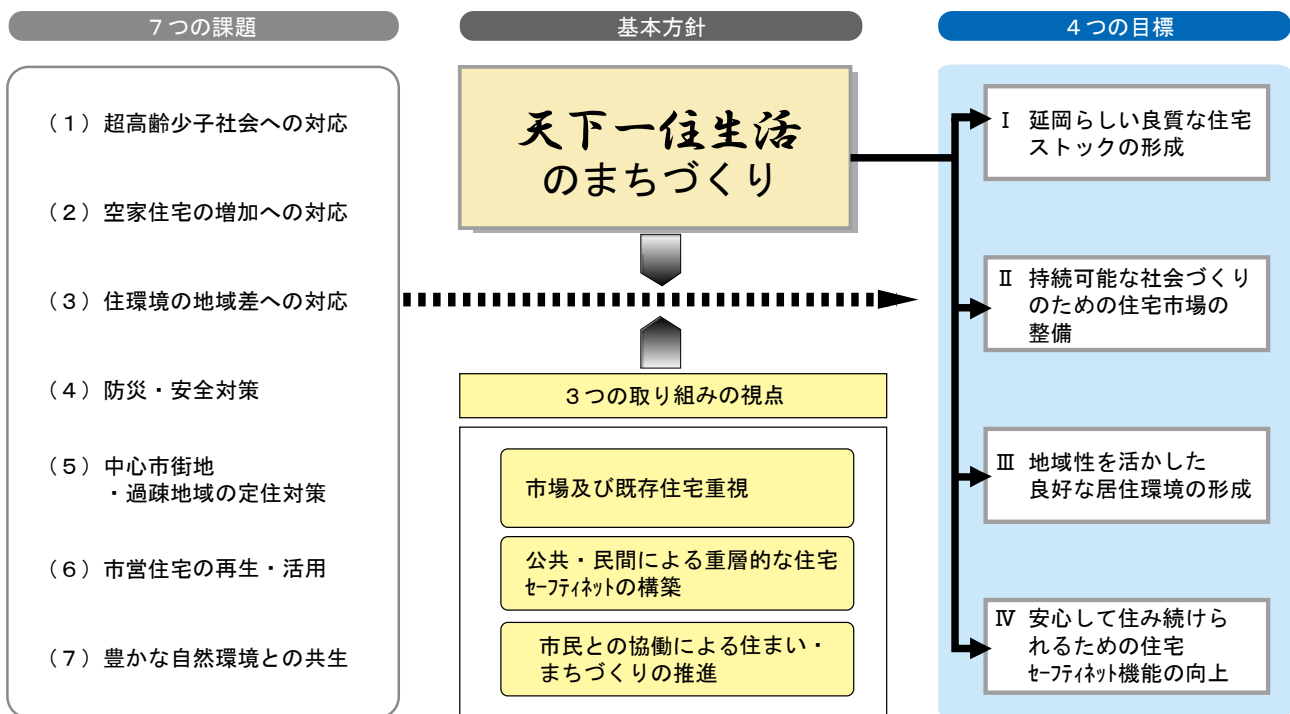 ７つの課題
（１）超高齢少子社会への対応
（２）空家住宅の増加への対応
（３）住環境の地域差への対応
（４）防災・安全対策
（５）中心市街地
・過疎地域の定住対策
（６）市営住宅の再生・活用
（７）豊かな自然環境との共生
基本方針
天下一住生活
のまちづくり
３つの取り組みの視点
市場及び既存住宅重視
公共・民間による重層的な住宅
ｾｰﾌﾃｨﾈｯﾄの構築
市民との協働による住まい・
まちづくりの推進
４つの目標
Ⅰ 延岡らしい良質な住宅
ストックの形成
Ⅱ 持続可能な社会づくり
のための住宅市場の
整備
Ⅲ 地域性を活かした
良好な居住環境の形成
Ⅳ 安心して住み続けら
れるための住宅
ｾｰﾌﾃｨﾈｯﾄ機能の向上